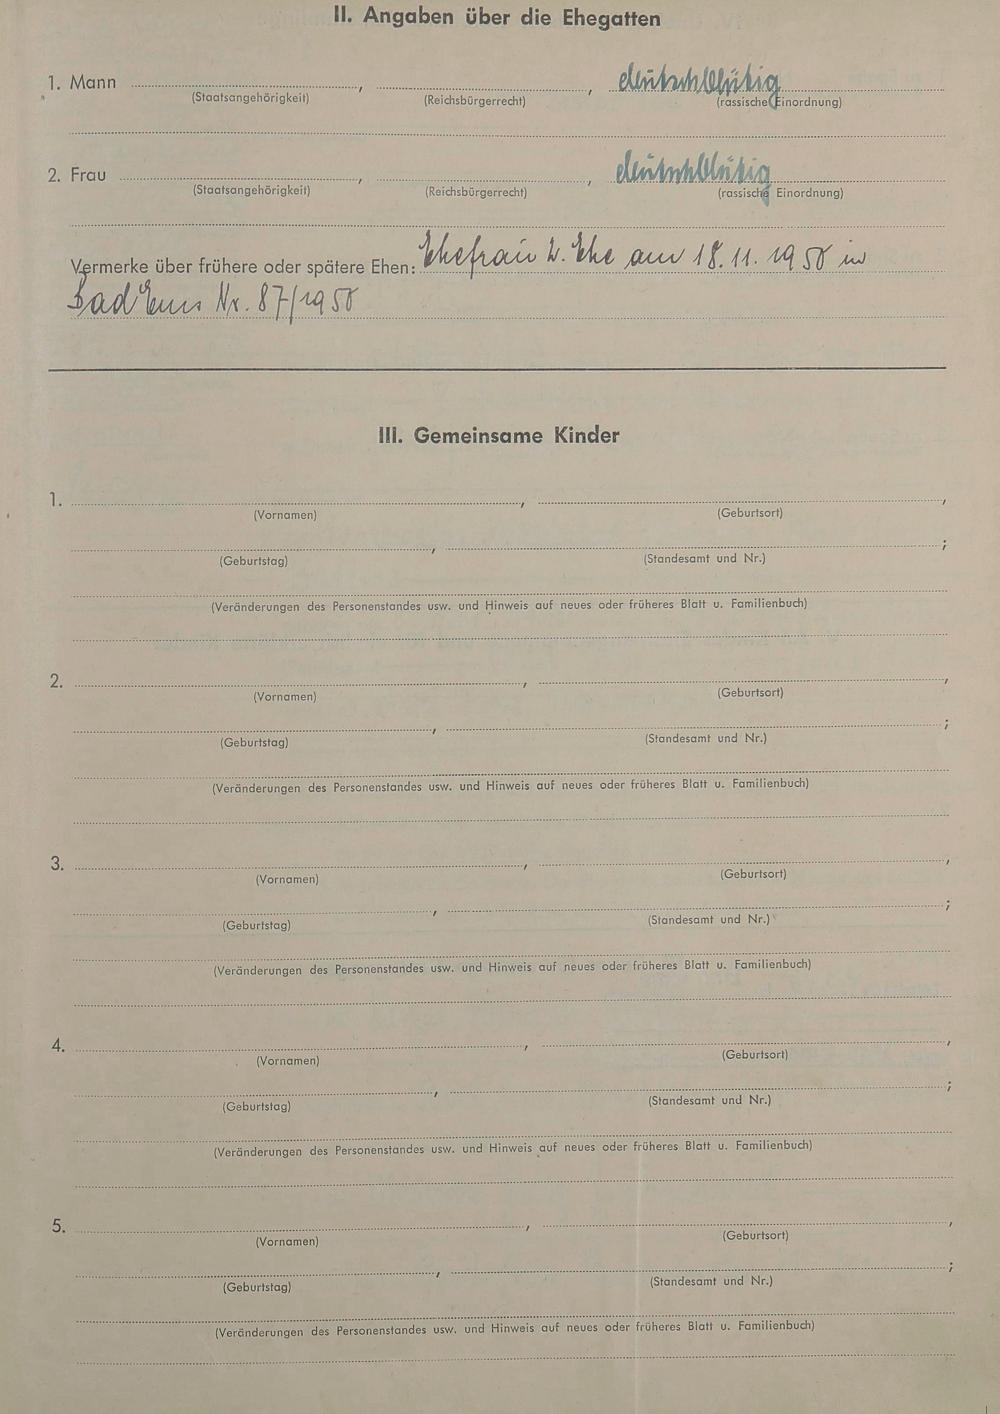 II. Angaben über die Ehegatten
1. Mann , , deutschblütig
(Staatsangehörigkeit) (Reichsbürgerrecht) (rassische Einordnung)
2. Frau , , deutschblütig
(Staatsangehörigkeit) (Reichsbürgerrecht) (rassische Einordnung)
Vermerke über frühere oder spätere Ehen: Ehefrau 2. Ehe am 18.11.1950 in
Bad Ems Nr. 87/1950
III. Gemeinsame Kinder
1. , ,
(Vornamen) (Geburtsort)
, ;
(Geburtstag) (Standesamt und Nr.)
(Veränderungen des Personenstandes usw. und Hinweis auf neues oder früheres Blatt u. Familienbuch)
2. , ,
(Vornamen) (Geburtsort)
, ;
(Geburtstag) (Standesamt und Nr.)
(Veränderungen des Personenstandes usw. und Hinweis auf neues oder früheres Blatt u. Familienbuch)
3. , ,
(Vornamen) (Geburtsort)
, ;
(Geburtstag) (Standesamt und Nr.)
(Veränderungen des Personenstandes usw. und Hinweis auf neues oder früheres Blatt u. Familienbuch)
4. , ,
(Vornamen) (Geburtsort)
, ;
(Geburtstag) (Standesamt und Nr.)
(Veränderungen des Personenstandes usw. und Hinweis auf neues oder früheres Blatt u. Familienbuch)
5. , ,
(Vornamen) (Geburtsort)
, ;
(Geburtstag) (Standesamt und Nr.)
(Veränderungen des Personenstandes usw. und Hinweis auf neues oder früheres Blatt u. Familienbuch)